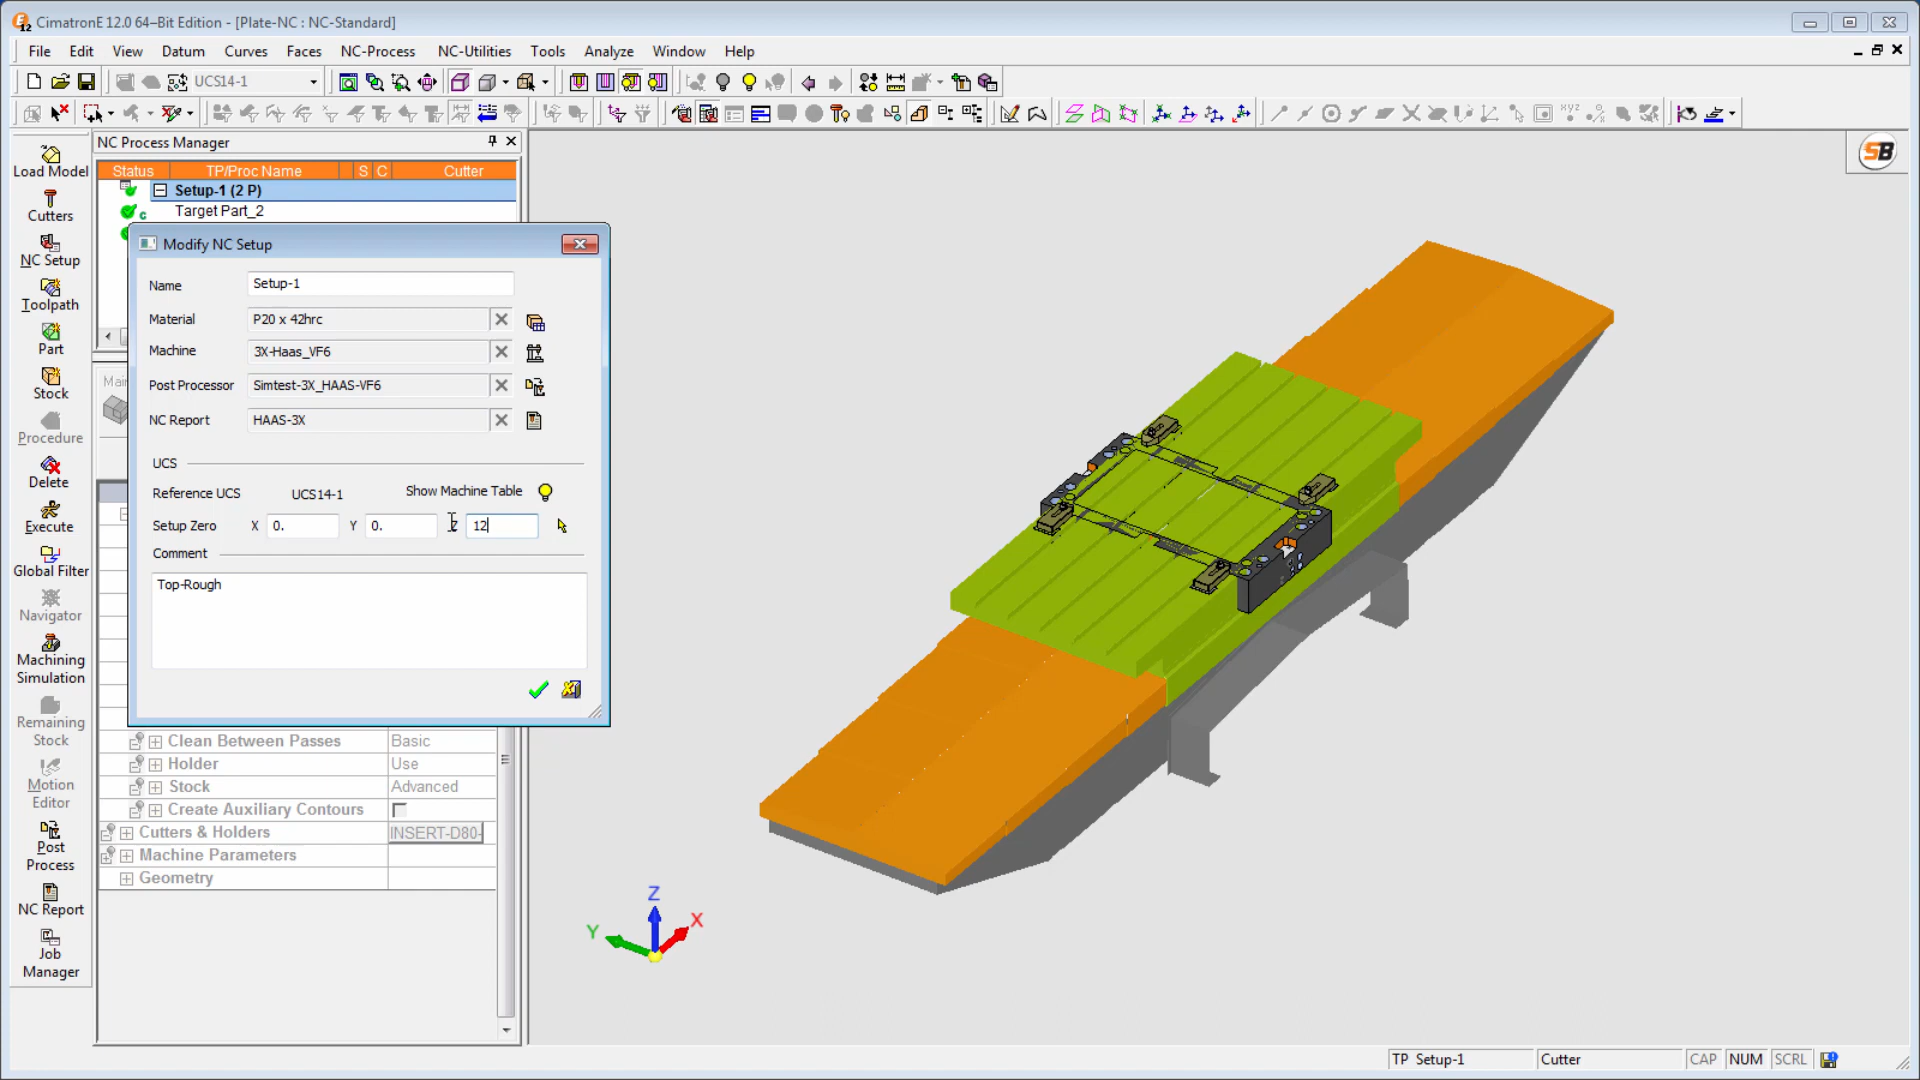 CimatronE 12.0 64–Bit Edition - [Plate-NC : NC-Standard]
File Edit View Datum Curves Faces NC-Process NC-Utilities Tools Analyze Window Help
UCS14-1
Load Model
Cutters
NC Setup
Toolpath
Part
Stock
Procedure
Delete
Execute
Global Filter
Navigator
Machining
Simulation
Remaining
Stock
Motion
Editor
Post
Process
NC Report
Job
Manager
NC Process Manager
Status TP/Proc Name S C Cutter
Setup-1 (2 P)
Target Part_2
Modify NC Setup
Name Setup-1
Material P20 x 42hrc
Machine 3X-Haas_VF6
Post Processor Simtest-3X_HAAS-VF6
NC Report HAAS-3X
UCS
Reference UCS UCS14-1 Show Machine Table
Setup Zero X 0. Y 0. Z 12
Comment
Top-Rough
Mai
Clean Between Passes Basic
Holder Use
Stock Advanced
Create Auxiliary Contours
Cutters & Holders INSERT-D80-
Machine Parameters
Geometry
SB
Z
Y
X
TP Setup-1 Cutter CAP NUM SCRL